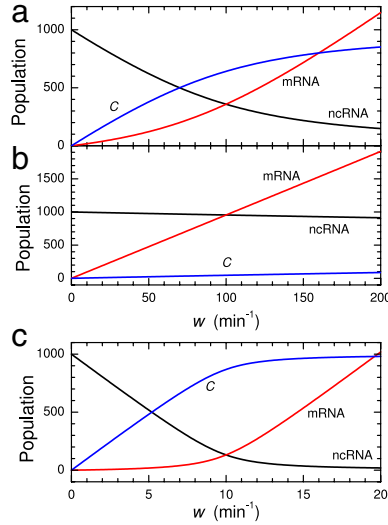 a
1000
500
0
Population
C
mRNA
ncRNA
b
1500
1000
500
0
Population
mRNA
ncRNA
C
0 50 100 150 200
w (min⁻¹)
c
1000
500
0
Population
C
mRNA
ncRNA
0 5 10 15 20
w (min⁻¹)